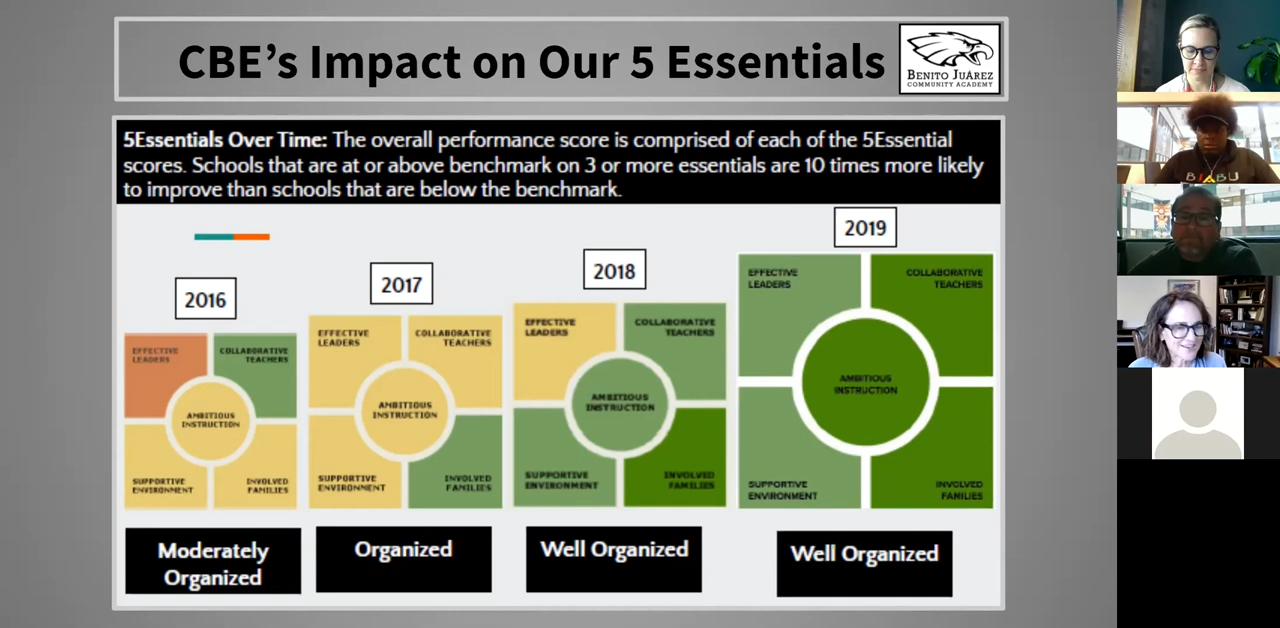 CBE's Impact on Our 5 Essentials
BENITO JUÁREZ
COMMUNITY ACADEMY
5Essentials Over Time: The overall performance score is comprised of each of the 5Essential
scores. Schools that are at or above benchmark on 3 or more essentials are 10 times more likely
to improve than schools that are below the benchmark.
2016
EFFECTIVE
LEADERS
COLLABORATIVE
TEACHERS
AMBITIOUS
INSTRUCTION
SUPPORTIVE
ENVIRONMENT
INVOLVED
FAMILIES
Moderately
Organized
2017
EFFECTIVE
LEADERS
COLLABORATIVE
TEACHERS
AMBITIOUS
INSTRUCTION
SUPPORTIVE
ENVIRONMENT
INVOLVED
FAMILIES
Organized
2018
EFFECTIVE
LEADERS
COLLABORATIVE
TEACHERS
AMBITIOUS
INSTRUCTION
SUPPORTIVE
ENVIRONMENT
INVOLVED
FAMILIES
Well Organized
2019
EFFECTIVE
LEADERS
COLLABORATIVE
TEACHERS
AMBITIOUS
INSTRUCTION
SUPPORTIVE
ENVIRONMENT
INVOLVED
FAMILIES
Well Organized